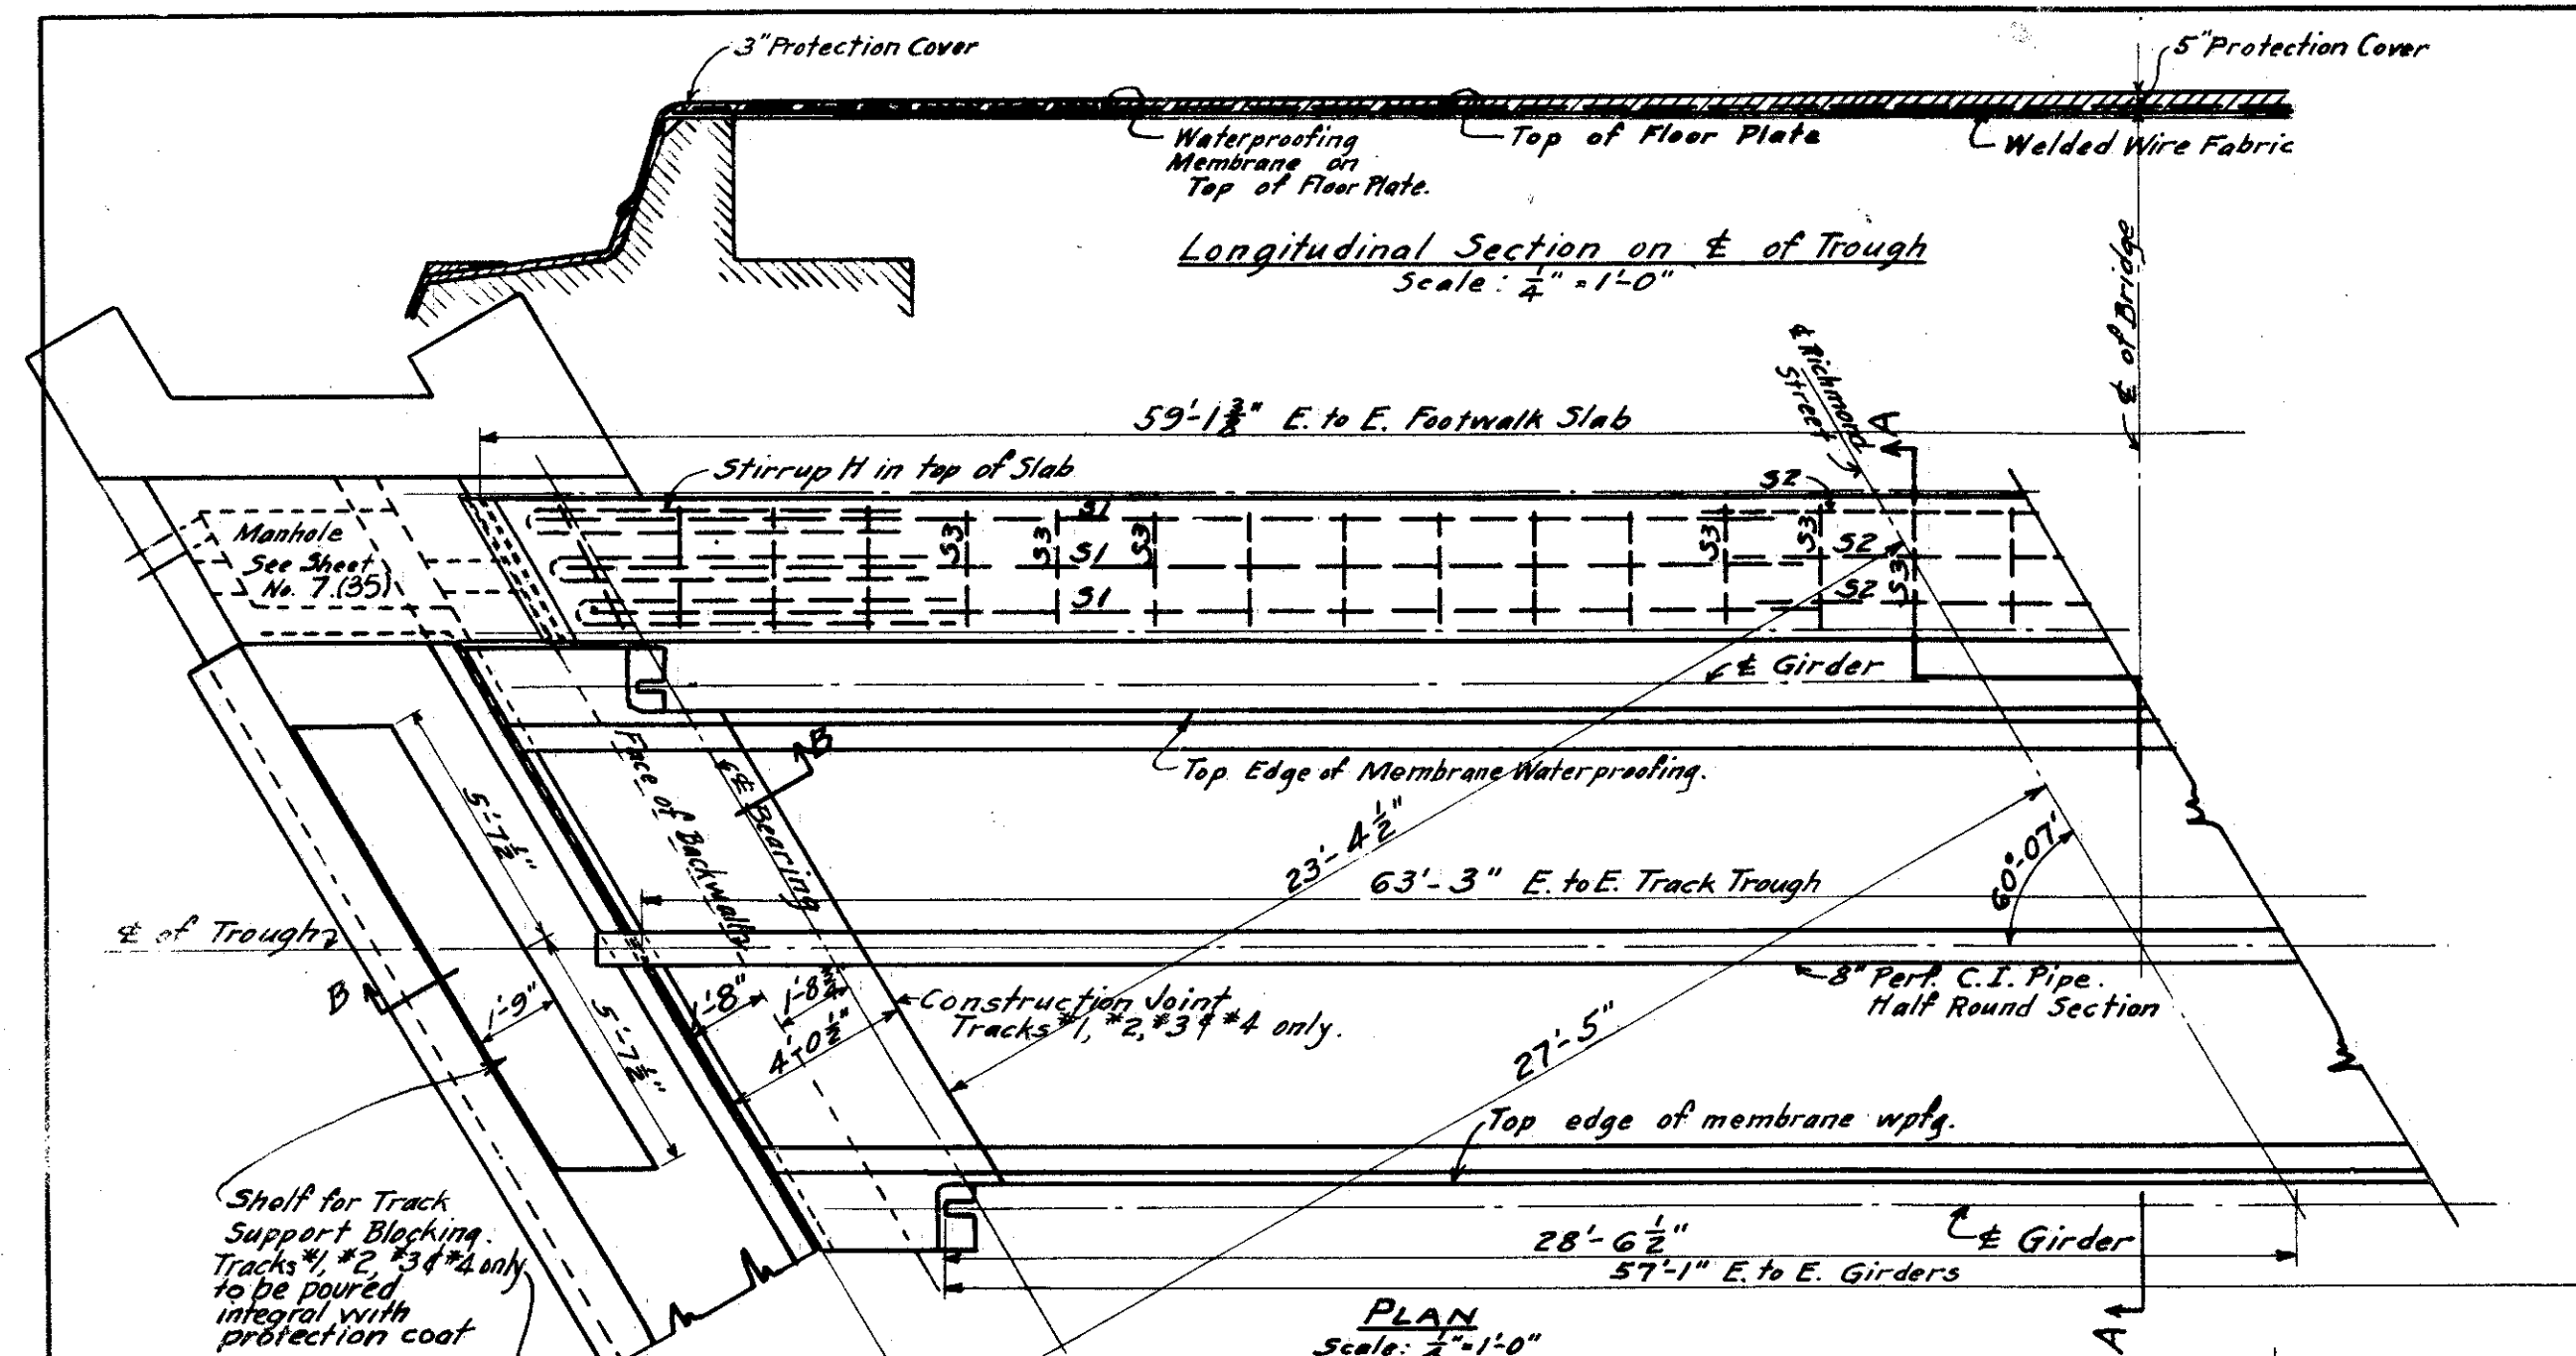 3" Protection Cover
5" Protection Cover
Waterproofing
Membrane on
Top of Floor Plate.
Top of Floor Plate
Welded Wire Fabric
Longitudinal Section on ℄ of Trough
Scale: 1/4" = 1'-0"
℄ of Bridge
℄ Richmond
Street
59'-1 3/8" E. to E. Footwalk Slab
A
Stirrup H in top of Slab
S2
S1
S3
S3
S3
S3
S3
Manhole
See Sheet
No. 7.(35)
S1
S2
S3
S1
S2
℄ Girder
B
Top Edge of Membrane Waterproofing.
Face of Backwall
℄ Bearing
5'-7 1/2"
23'-4 1/2"
63'-3" E. to E. Track Trough
60°-07'
℄ of Trough
8" Perf. C.I. Pipe.
Half Round Section
B
1'-9"
1'-8"
1'-8 3/4"
4'-0 1/2"
Construction Joint
Tracks #1, #2, #3 & #4 only.
5'-7 1/2"
27'-5"
Top edge of membrane wpfg.
Shelf for Track
Support Blocking.
Tracks #1, #2, #3 & #4 only
to be poured
integral with
protection coat
28'-6 1/2"
℄ Girder
57'-1" E. to E. Girders
PLAN
Scale: 1/4" = 1'-0"
A